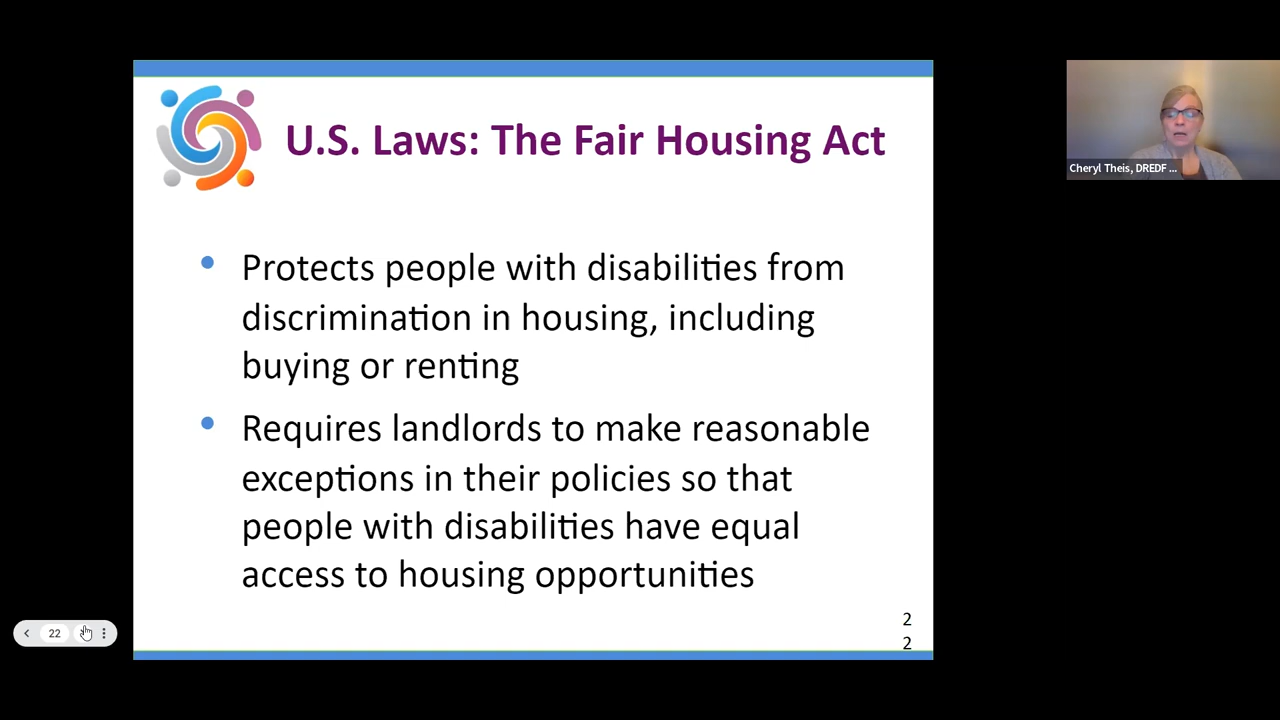 U.S. Laws: The Fair Housing Act
Cheryl Theis, DREDF ...
Protects people with disabilities from
discrimination in housing, including
buying or renting
Requires landlords to make reasonable
exceptions in their policies so that
people with disabilities have equal
access to housing opportunities
2
2
22